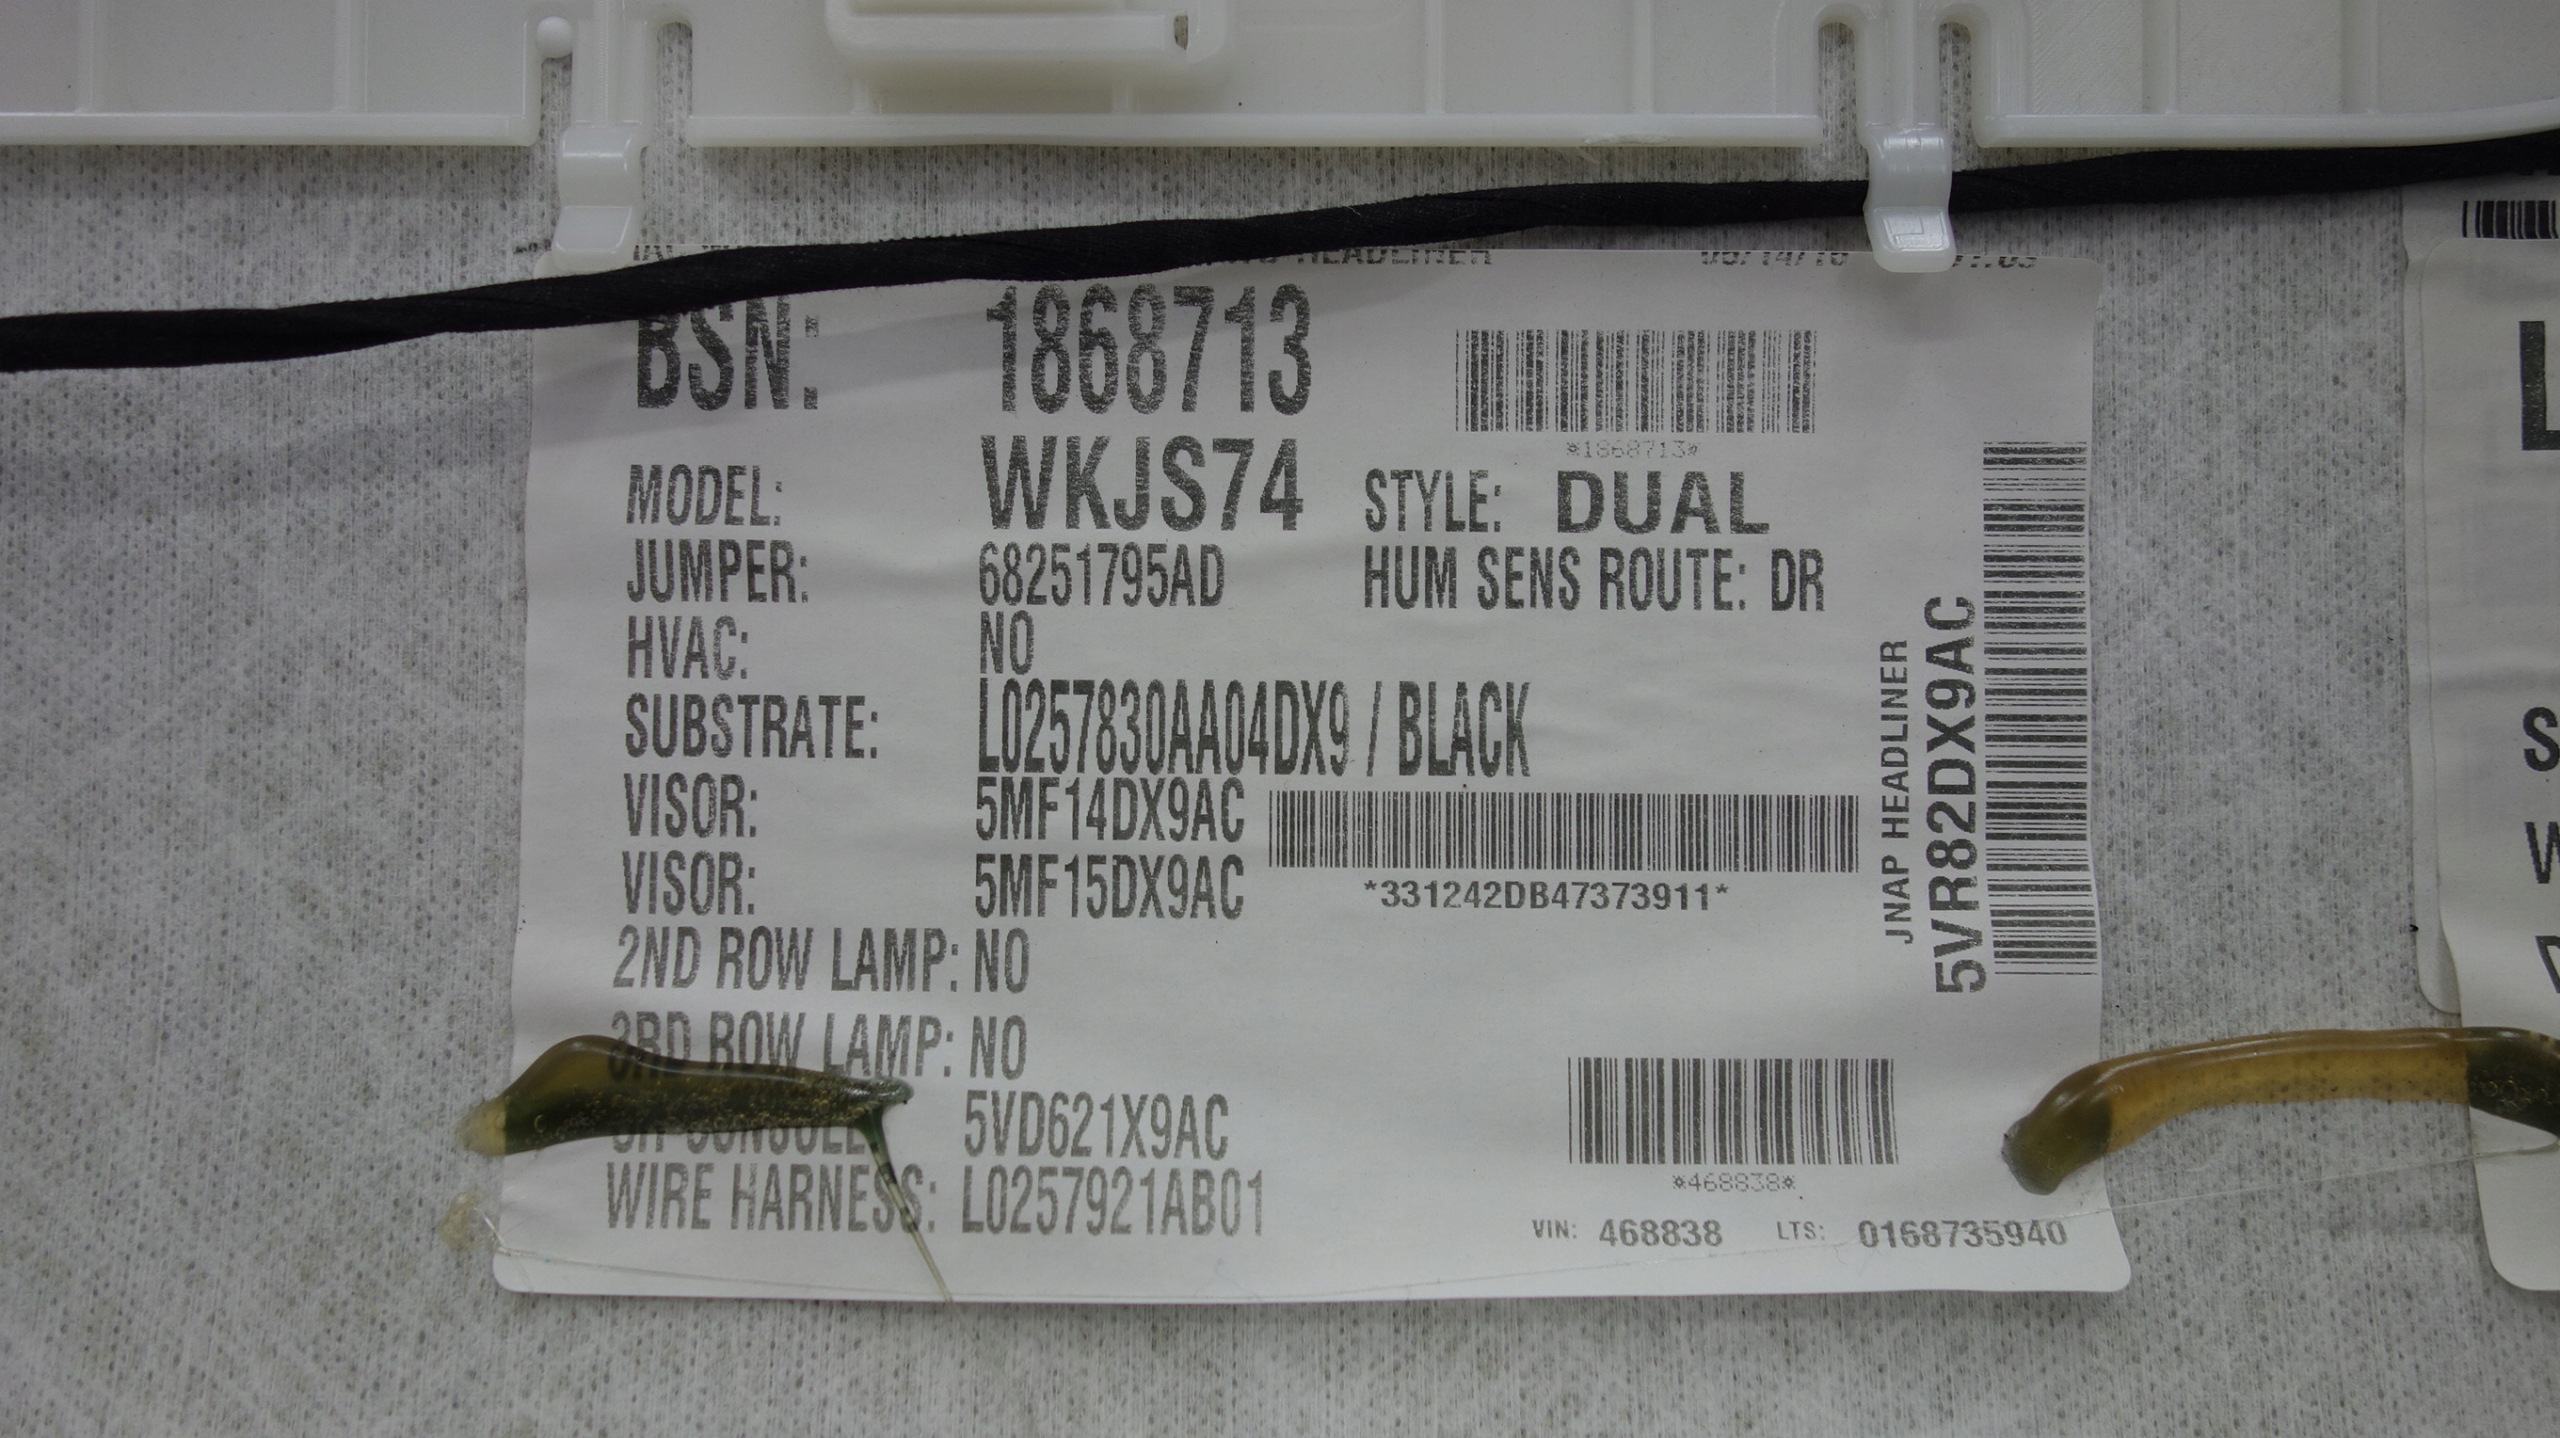 HEADLINER
BSN: 1868713
*1868713*
MODEL: WKJS74 STYLE: DUAL
JUMPER: 68251795AD HUM SENS ROUTE: DR
HVAC: NO
SUBSTRATE: L0257830AA04DX9 / BLACK
VISOR: 5MF14DX9AC
VISOR: 5MF15DX9AC
*331242DB47373911*
2ND ROW LAMP: NO
3RD ROW LAMP: NO
CONSOLE 5VD621X9AC
WIRE HARNESS: L0257921AB01
*468838*
VIN: 468838 LTS: 0168735940
JNAP HEADLINER
5VR82DX9AC
L
S
W
D